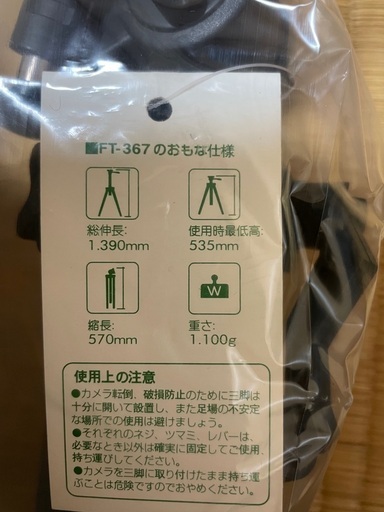 ■FT-367のおもな仕様
総伸長:
1.390mm
使用時最低高:
535mm
縮長:
570mm
W
重さ:
1.100g
使用上の注意
●カメラ転倒、破損防止のために三脚は
十分に開いて設置し、また足場の不安定
な場所での使用は避けましょう。
●それぞれのネジ、ツマミ、レバーは、
必要なとき以外は確実に固定してご使用、
持ち運びしてください。
●カメラを三脚に取り付けたまま持ち運
ぶことは危険ですのでおやめください。